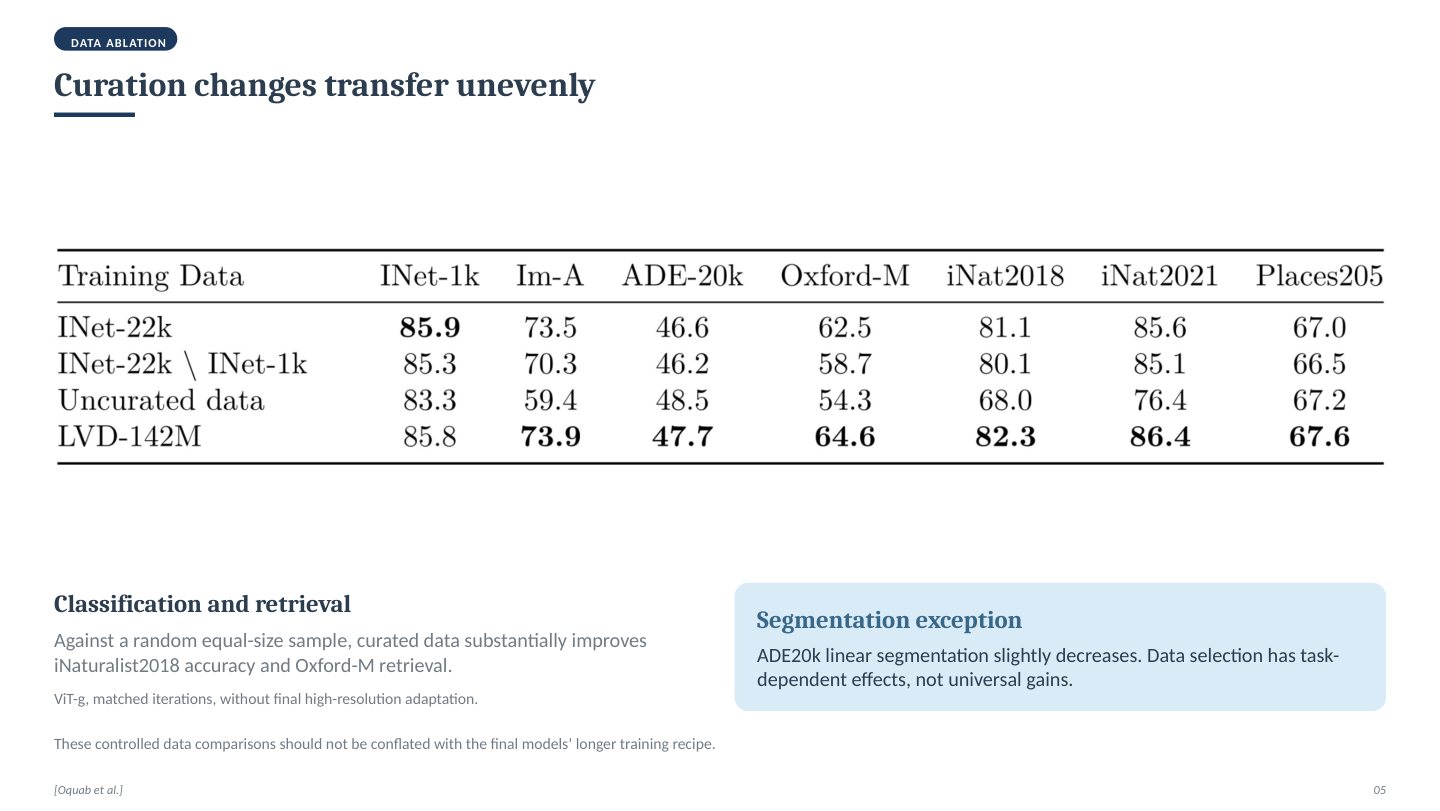 DATA ABLATION
Curation changes transfer unevenly
Training Data INet-1k Im-A ADE-20k Oxford-M iNat2018 iNat2021 Places205
INet-22k 85.9 73.5 46.6 62.5 81.1 85.6 67.0
INet-22k \ INet-1k 85.3 70.3 46.2 58.7 80.1 85.1 66.5
Uncurated data 83.3 59.4 48.5 54.3 68.0 76.4 67.2
LVD-142M 85.8 73.9 47.7 64.6 82.3 86.4 67.6
Classification and retrieval
Against a random equal-size sample, curated data substantially improves
iNaturalist2018 accuracy and Oxford-M retrieval.
ViT-g, matched iterations, without final high-resolution adaptation.
Segmentation exception
ADE20k linear segmentation slightly decreases. Data selection has task-
dependent effects, not universal gains.
These controlled data comparisons should not be conflated with the final models’ longer training recipe.
[Oquab et al.]
05